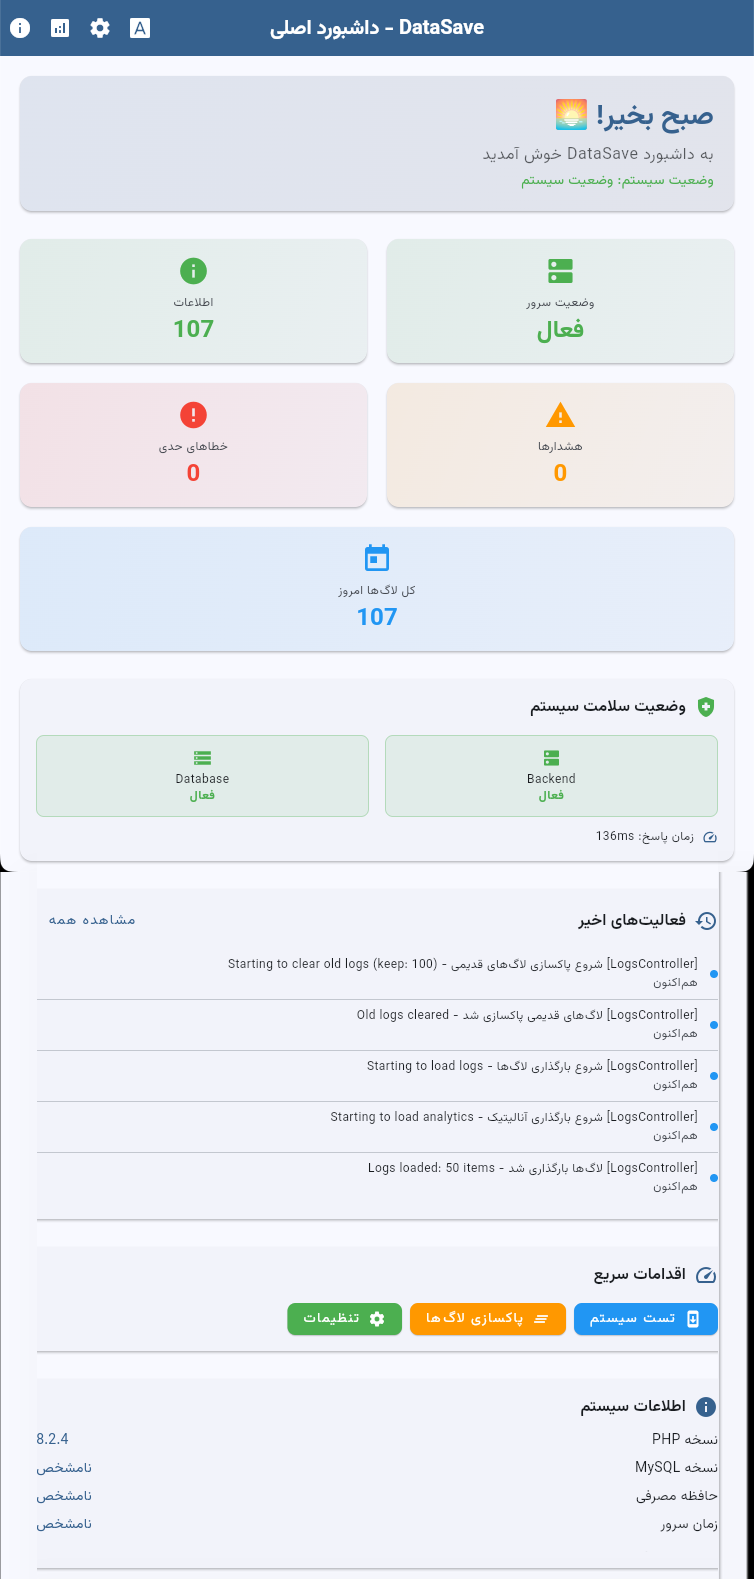 DataSave - داشبورد اصلی
A
صبح بخیر! 🌅
به داشبورد DataSave خوش آمدید
وضعیت سیستم: وضعیت سیستم
وضعیت سرور
فعال
اطلاعات
107
هشدارها
0
خطاهای حدی
0
کل لاگ‌ها امروز
107
وضعیت سلامت سیستم
Backend
فعال
Database
فعال
زمان پاسخ: 136ms
فعالیت‌های اخیر
مشاهده همه
[LogsController] شروع پاکسازی لاگ‌های قدیمی - Starting to clear old logs (keep: 100)
هم‌اکنون
[LogsController] لاگ‌های قدیمی پاکسازی شد - Old logs cleared
هم‌اکنون
[LogsController] شروع بارگذاری لاگ‌ها - Starting to load logs
هم‌اکنون
[LogsController] شروع بارگذاری آنالیتیک - Starting to load analytics
هم‌اکنون
[LogsController] لاگ‌ها بارگذاری شد - Logs loaded: 50 items
هم‌اکنون
اقدامات سریع
تست سیستم
پاکسازی لاگ‌ها
تنظیمات
اطلاعات سیستم
نسخه PHP
8.2.4
نسخه MySQL
نامشخص
حافظه مصرفی
نامشخص
زمان سرور
نامشخص